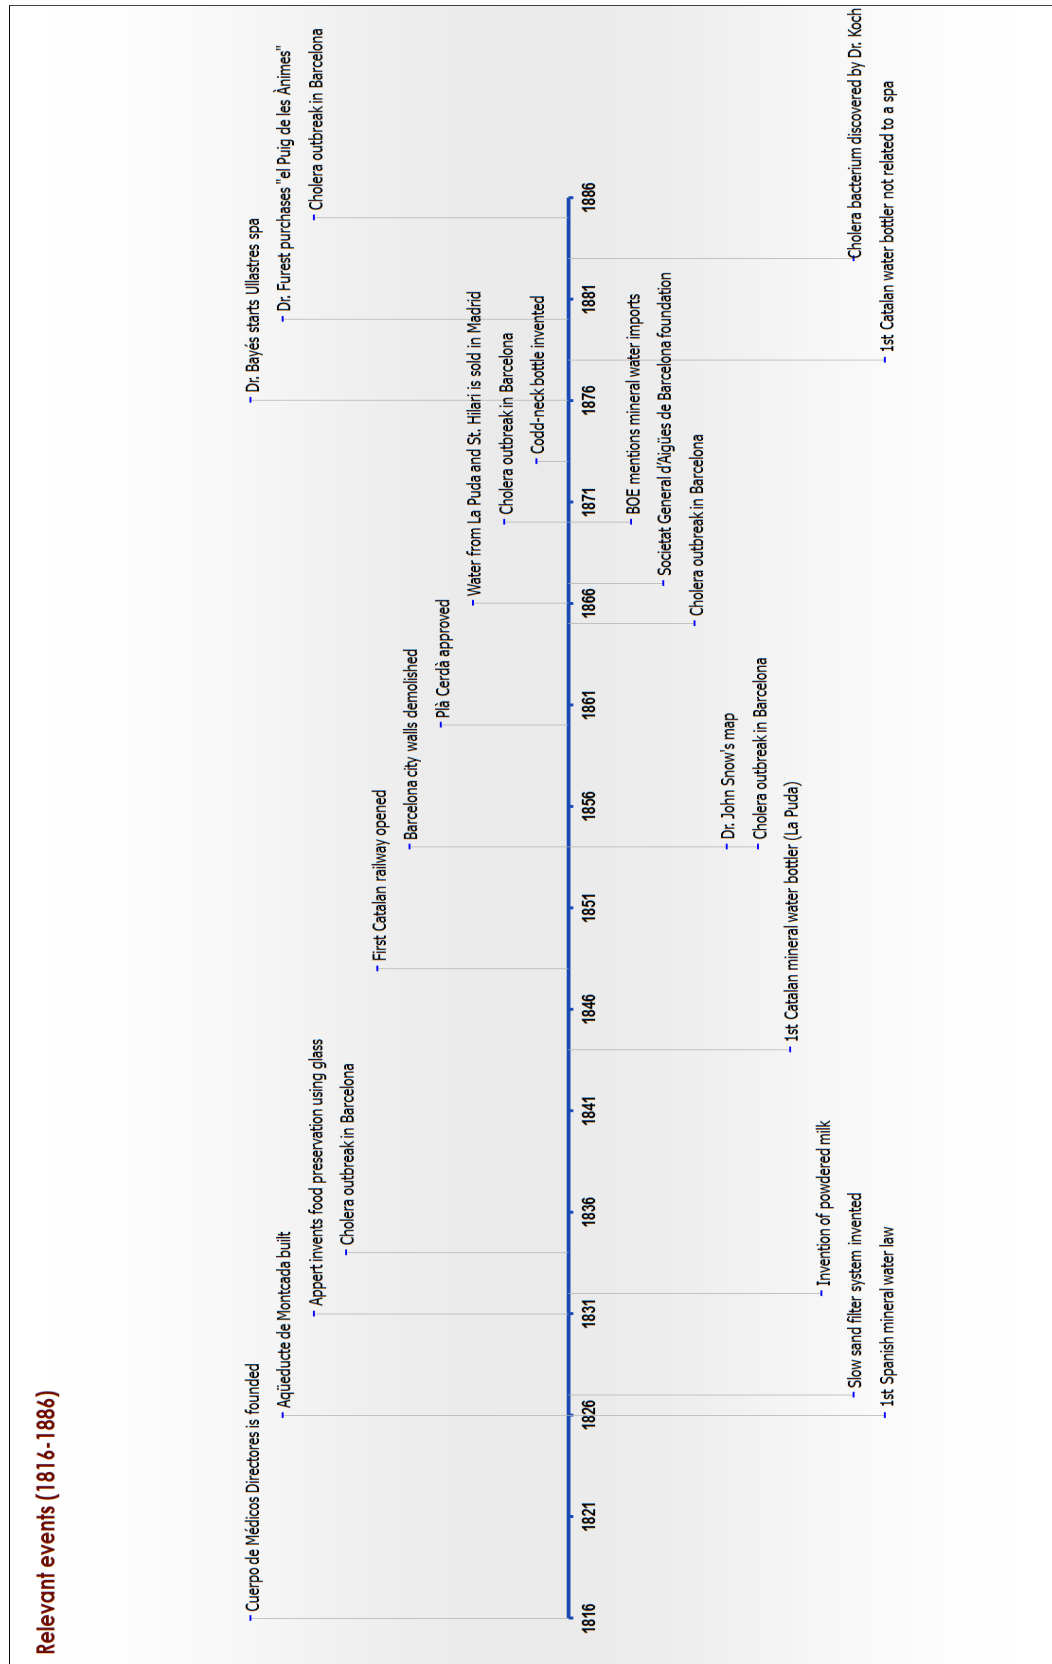 Relevant events (1816-1886)
Cuerpo de Médicos Directores is founded
Aqüeducte de Montcada built
Appert invents food preservation using glass
Cholera outbreak in Barcelona
First Catalan railway opened
Barcelona city walls demolished
Plà Cerdà approved
Water from La Puda and St. Hilari is sold in Madrid
Cholera outbreak in Barcelona
Codd-neck bottle invented
Dr. Bayés starts Ullastres spa
Dr. Furest purchases "el Puig de les Ànimes"
Cholera outbreak in Barcelona
1816
1821
1826
1831
1836
1841
1846
1851
1856
1861
1866
1871
1876
1881
1886
1st Spanish mineral water law
Slow sand filter system invented
Invention of powdered milk
1st Catalan mineral water bottler (La Puda)
Dr. John Snow's map
Cholera outbreak in Barcelona
Cholera outbreak in Barcelona
Societat General d'Aigües de Barcelona foundation
BOE mentions mineral water imports
1st Catalan water bottler not related to a spa
Cholera bacterium discovered by Dr. Koch